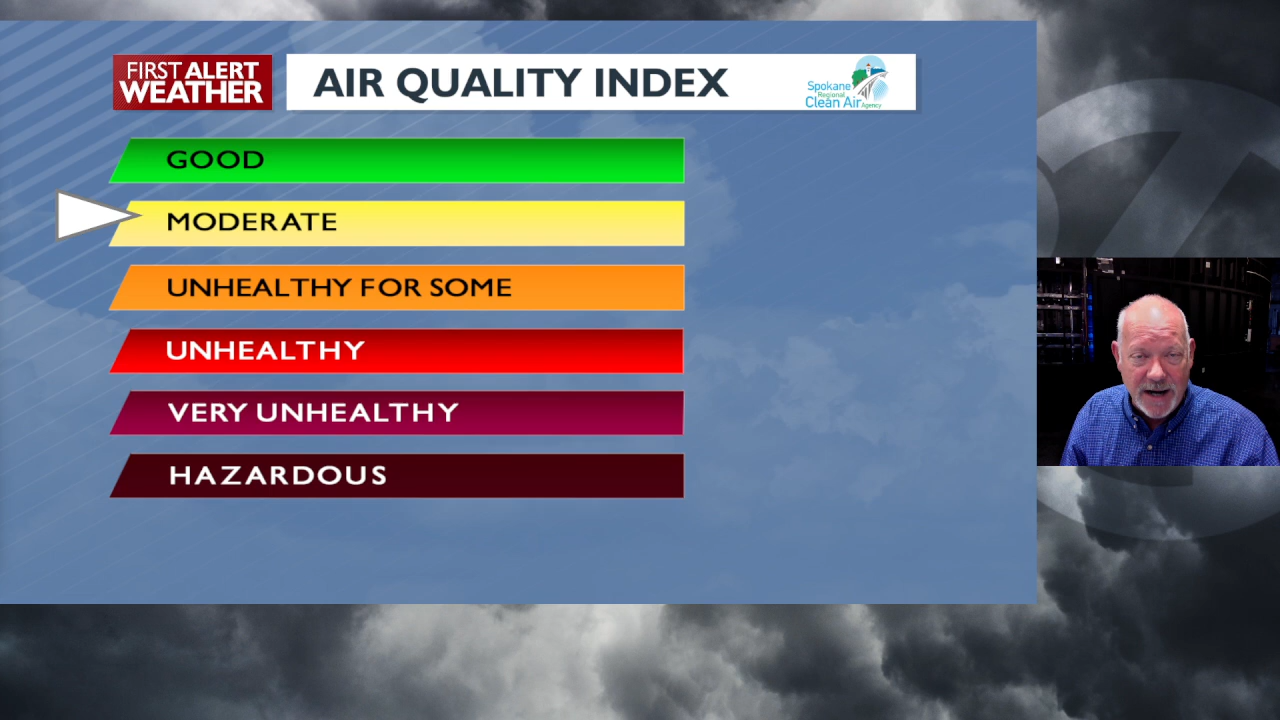 FIRST ALERT
WEATHER
AIR QUALITY INDEX
Spokane
Regional
Clean Air Agency
GOOD
MODERATE
UNHEALTHY FOR SOME
UNHEALTHY
VERY UNHEALTHY
HAZARDOUS